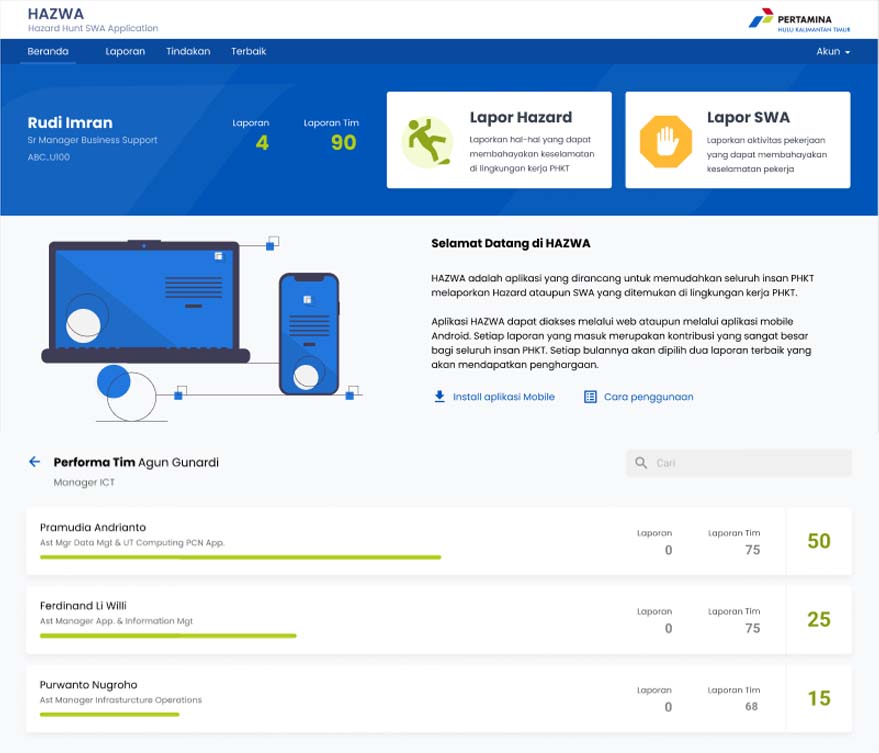 HAZWA
Hazard Hunt SWA Application
PERTAMINA
HULU KALIMANTAN TIMUR
Beranda Laporan Tindakan Terbaik Akun
Rudi Imran
Sr Manager Business Support
ABC_U100
Laporan
4
Laporan Tim
90
Lapor Hazard
Laporkan hal-hal yang dapat
membahayakan keselamatan
di lingkungan kerja PHKT
Lapor SWA
Laporkan aktivitas pekerjaan
yang dapat membahayakan
keselamatan pekerja
Selamat Datang di HAZWA
HAZWA adalah aplikasi yang dirancang untuk memudahkan seluruh insan PHKT
melaporkan Hazard ataupun SWA yang ditemukan di lingkungan kerja PHKT.
Aplikasi HAZWA dapat diakses melalui web ataupun melalui aplikasi mobile
Android. Setiap laporan yang masuk merupakan kontribusi yang sangat besar
bagi seluruh insan PHKT. Setiap bulannya akan dipilih dua laporan terbaik yang
akan mendapatkan penghargaan.
Install aplikasi Mobile Cara penggunaan
Performa Tim Agun Gunardi
Manager ICT
Cari
Pramudia Andrianto
Ast Mgr Data Mgt & UT Computing PCN App.
Laporan
0
Laporan Tim
75
50
Ferdinand Li Willi
Ast Manager App. & Information Mgt
Laporan
0
Laporan Tim
75
25
Purwanto Nugroho
Ast Manager Infrasturcture Operations
Laporan
0
Laporan Tim
68
15